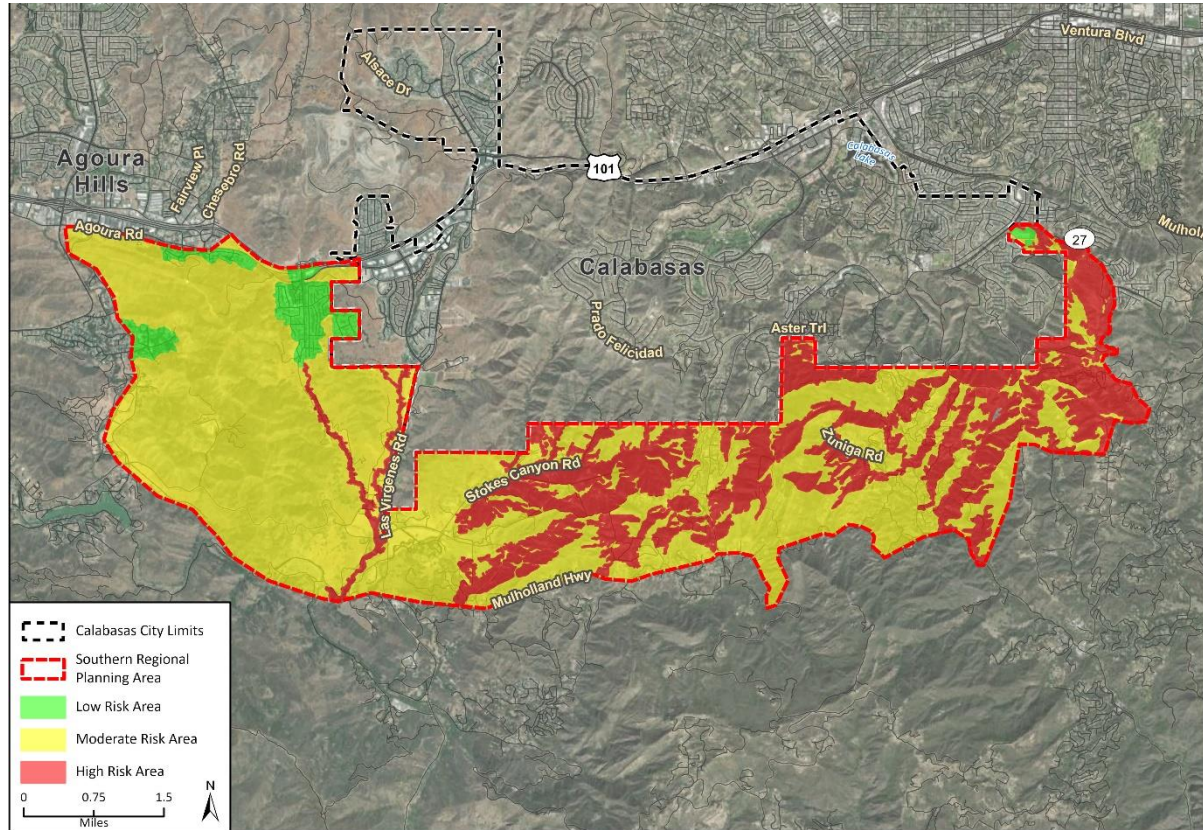 Ventura Blvd
Alsace Dr
Agoura
Hills
Fairview Pl
Chesebro Rd
101
Calabasas
Lake
Agoura Rd
27
Mulhola
Calabasas
Prado Felicidad
Aster Trl
Zuniga Rd
Stokes Canyon Rd
Las Virgenes Rd
Mulholland Hwy
Calabasas City Limits
Southern Regional
Planning Area
Low Risk Area
Moderate Risk Area
High Risk Area
0 0.75 1.5
Miles
N